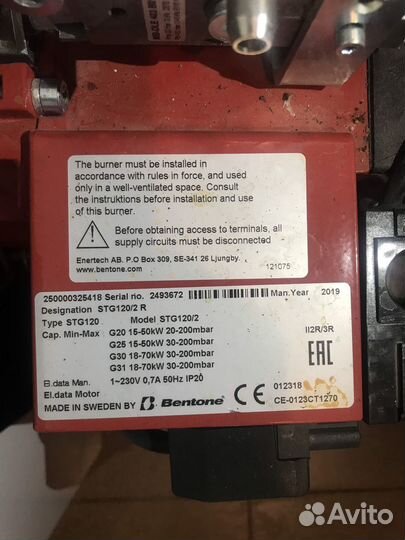 The burner must be installed in
accordance with rules in force, and used
only in a well-ventilated space. Consult
the instruktions before installation and use
of this burner.
Before obtaining access to terminals, all
supply circuits must be disconnected
Enertech AB. P.O Box 309, SE-341 26 Ljungby.
www.bentone.com 121075
250000325418 Serial no. 2493672 Man.Year 2019
Designation STG120/2 R
Type STG120 Model STG120/2
Cap. Min-Max G20 15-50kW 20-200mbar II2R/3R
G25 15-50kW 30-200mbar
G30 18-70kW 30-200mbar
G31 18-70kW 30-200mbar
EAC
El.data Man. 1~230V 0,7A 50Hz IP20
El.data Motor
012318
MADE IN SWEDEN BY Bentone CE CE-0123CT1270
Avito